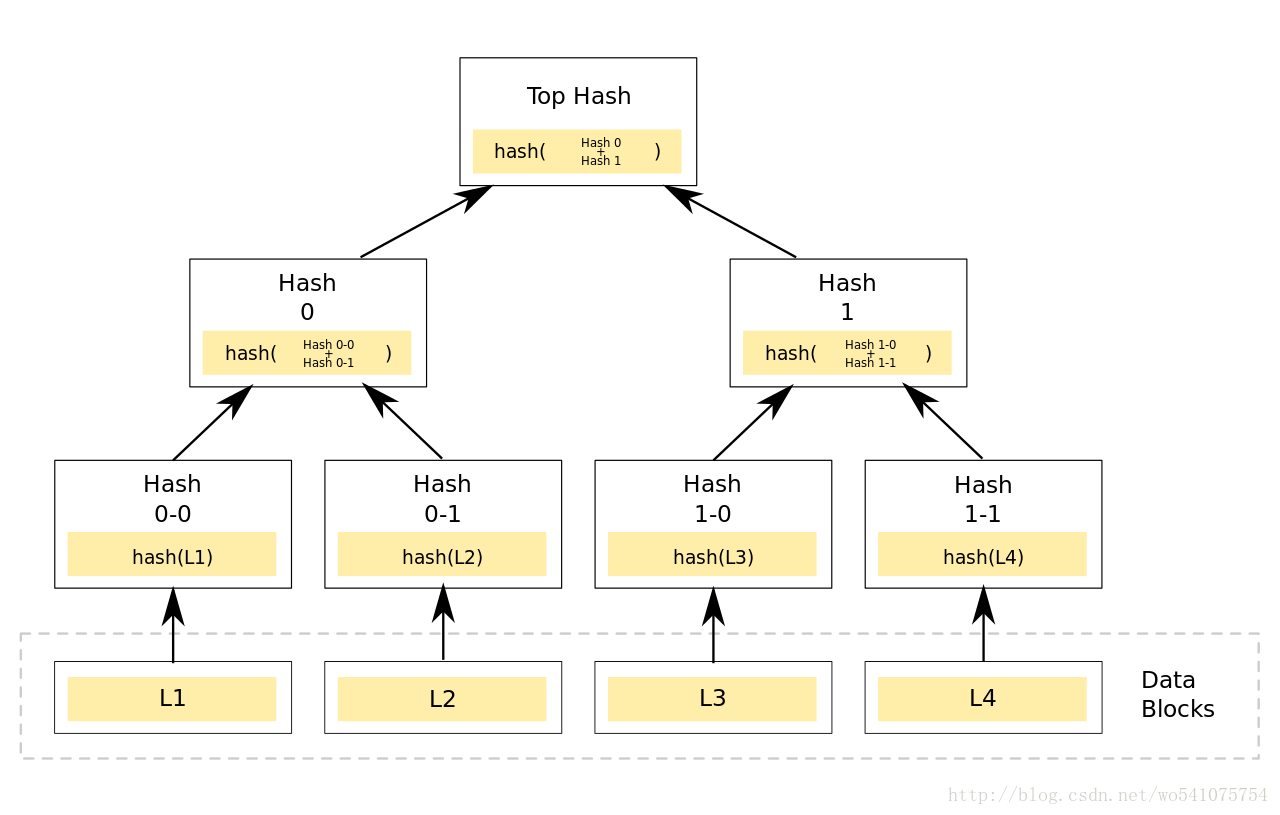 Top Hash
hash( Hash 0 + Hash 1 )
Hash
0
hash( Hash 0-0 + Hash 0-1 )
Hash
1
hash( Hash 1-0 + Hash 1-1 )
Hash
0-0
hash(L1)
Hash
0-1
hash(L2)
Hash
1-0
hash(L3)
Hash
1-1
hash(L4)
L1
L2
L3
L4
Data
Blocks
http://blog.csdn.net/wo541075754